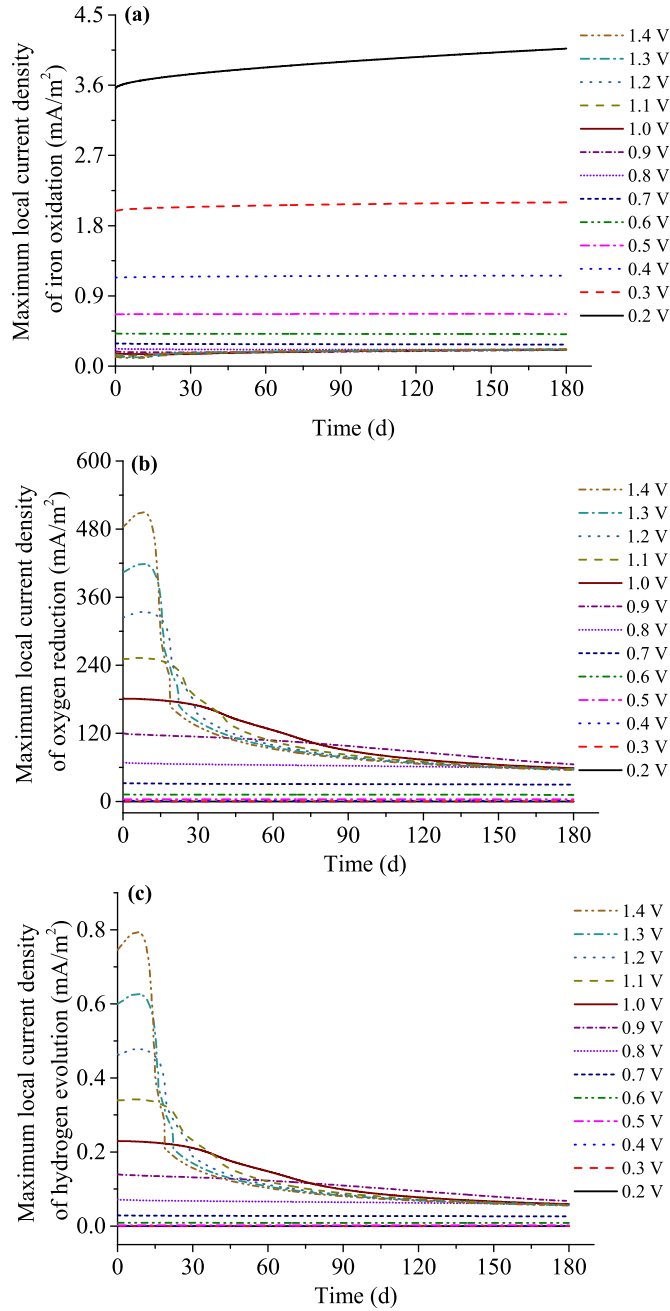 (a)
4.5
3.6
2.7
1.8
0.9
0.0
Maximum local current density
of iron oxidation (mA/m²)
0 30 60 90 120 150 180
Time (d)
1.4 V
1.3 V
1.2 V
1.1 V
1.0 V
0.9 V
0.8 V
0.7 V
0.6 V
0.5 V
0.4 V
0.3 V
0.2 V
(b)
600
480
360
240
120
0
Maximum local current density
of oxygen reduction (mA/m²)
0 30 60 90 120 150 180
Time (d)
1.4 V
1.3 V
1.2 V
1.1 V
1.0 V
0.9 V
0.8 V
0.7 V
0.6 V
0.5 V
0.4 V
0.3 V
0.2 V
(c)
0.8
0.6
0.4
0.2
0.0
Maximum local current density
of hydrogen evolution (mA/m²)
0 30 60 90 120 150 180
Time (d)
1.4 V
1.3 V
1.2 V
1.1 V
1.0 V
0.9 V
0.8 V
0.7 V
0.6 V
0.5 V
0.4 V
0.3 V
0.2 V